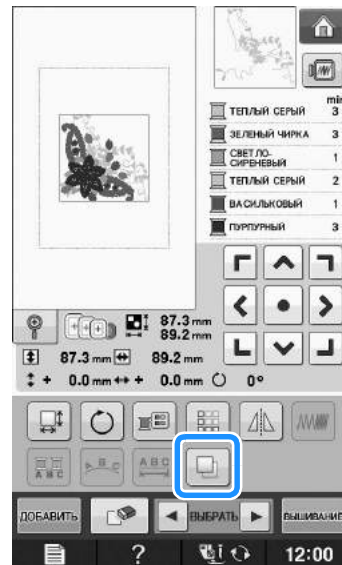 min
ТЕПЛЫЙ СЕРЫЙ 3
ЗЕЛЕНЫЙ ЧИРКА 3
СВЕТЛО-
СИРЕНЕВЫЙ 1
ТЕПЛЫЙ СЕРЫЙ 2
ВАСИЛЬКОВЫЙ 1
ПУРПУРНЫЙ 3
87.3 mm
89.2 mm
87.3 mm 89.2 mm
+ 0.0 mm + 0.0 mm 0°
A B C
A B C
A B C
ДОБАВИТЬ ВЫБРАТЬ ВЫШИВАНИЕ
? 12:00